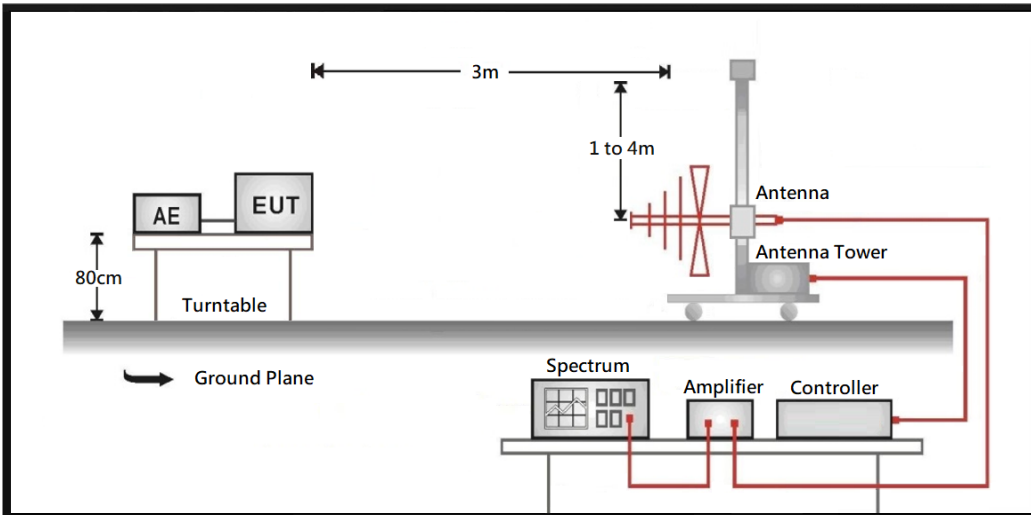 3m
1 to 4m
AE
EUT
Antenna
80cm
Antenna Tower
Turntable
Ground Plane
Spectrum
Amplifier
Controller